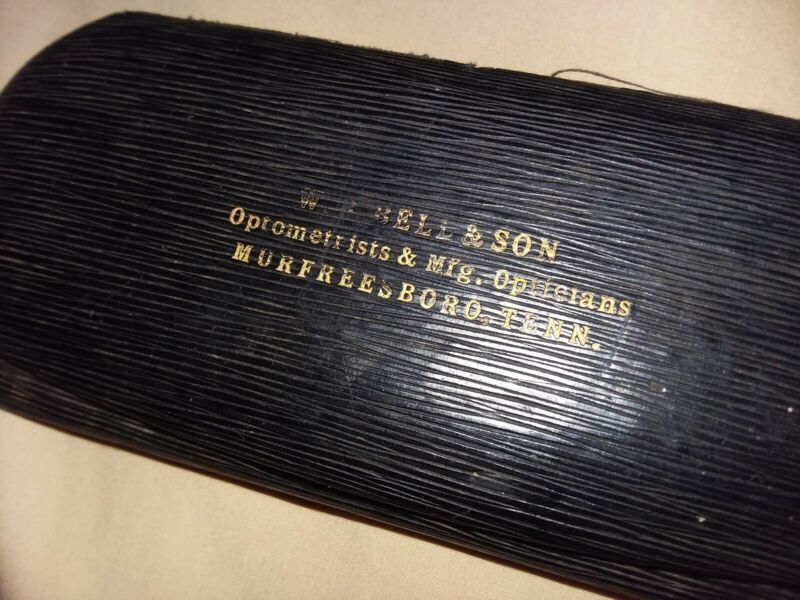 W. R. BELL & SON
Optometrists & Mfg. Opticians
MURFREESBORO, TENN.